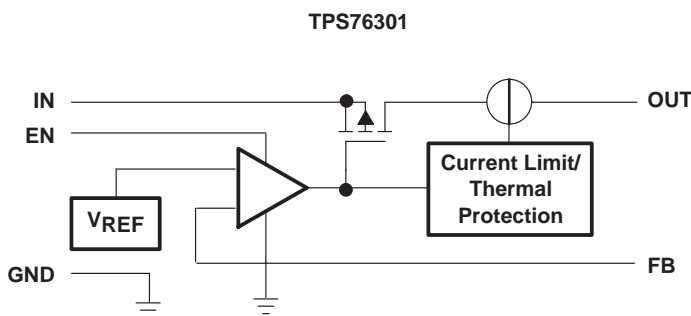 TPS76301
IN
OUT
EN
Current Limit/
Thermal
Protection
VREF
GND
FB